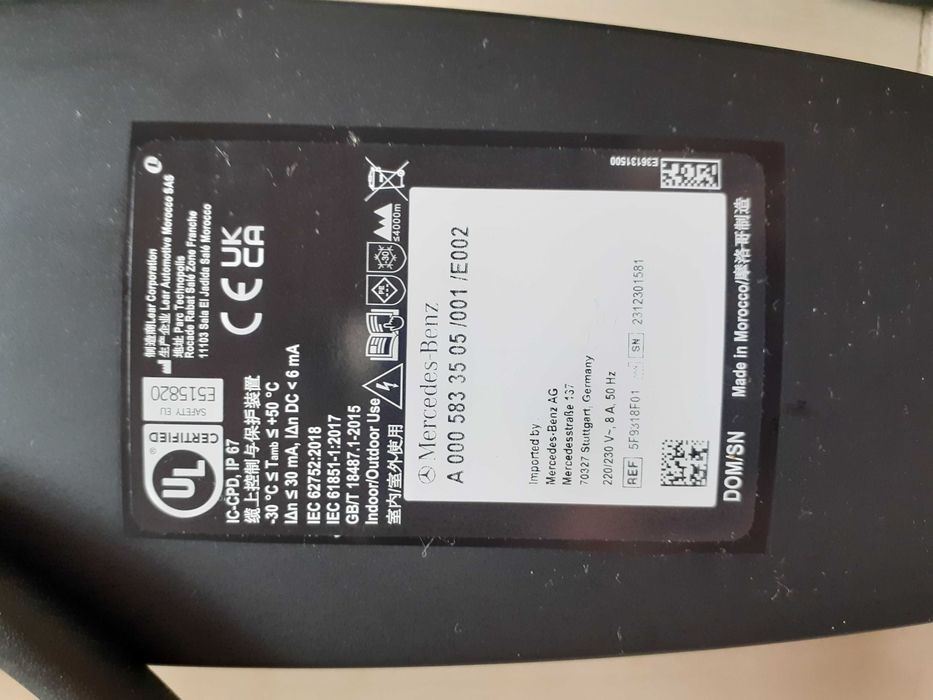 制造商Lear Corporation
生产企业 Lear Automotive Morocco SAS
地址 Parc Technopolis
Rocade Rabat Salé Zone Franche
11103 Sala El Jadida Salé Morocco
UL
CERTIFIED
®
SAFETY EU
E515820
CE
UK
CA
IC-CPD, IP 67
缆上控制与保护装置
-30 °C ≤ Tamb ≤ +50 °C
IΔn ≤ 30 mA, IΔn DC < 6 mA
IEC 62752:2018
IEC 61851-1:2017
GB/T 18487.1-2015
Indoor/Outdoor Use
室内/室外使用
PE
-30
≤4000m
Mercedes-Benz
A 000 583 35 05 /001 /E002
Imported by
Mercedes-Benz AG
Mercedesstraße 137
70327 Stuttgart, Germany
220/230 V~, 8 A, 50 Hz
REF 5F9318F01
SN 2312301581
E36131500
DOM/SN
Made in Morocco/摩洛哥制造